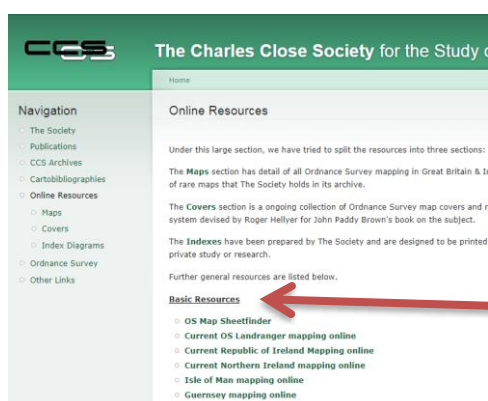 CCS
The Charles Close Society for the Study
Home
Navigation
The Society
Publications
CCS Archives
Cartobibliographies
Online Resources
Maps
Covers
Index Diagrams
Ordnance Survey
Other Links
Online Resources
Under this large section, we have tried to split the resources into three sections:
The Maps section has detail of all Ordnance Survey mapping in Great Britain &
of rare maps that The Society holds in its archive.
The Covers section is a ongoing collection of Ordnance Survey map covers and
system devised by Roger Hellyer for John Paddy Brown's book on the subject.
The Indexes have been prepared by The Society and are designed to be printed
private study or research.
Further general resources are listed below.
Basic Resources
OS Map Sheetfinder
Current OS Landranger mapping online
Current Republic of Ireland Mapping online
Current Northern Ireland mapping online
Isle of Man mapping online
Guernsey mapping online